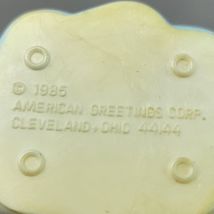 © 1985
AMERICAN GREETINGS CORP.
CLEVELAND, OHIO 44144